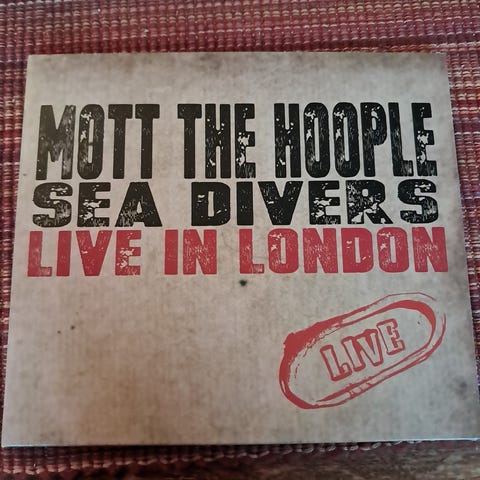 MOTT THE HOOPLE
SEA DIVERS
LIVE IN LONDON
LIVE